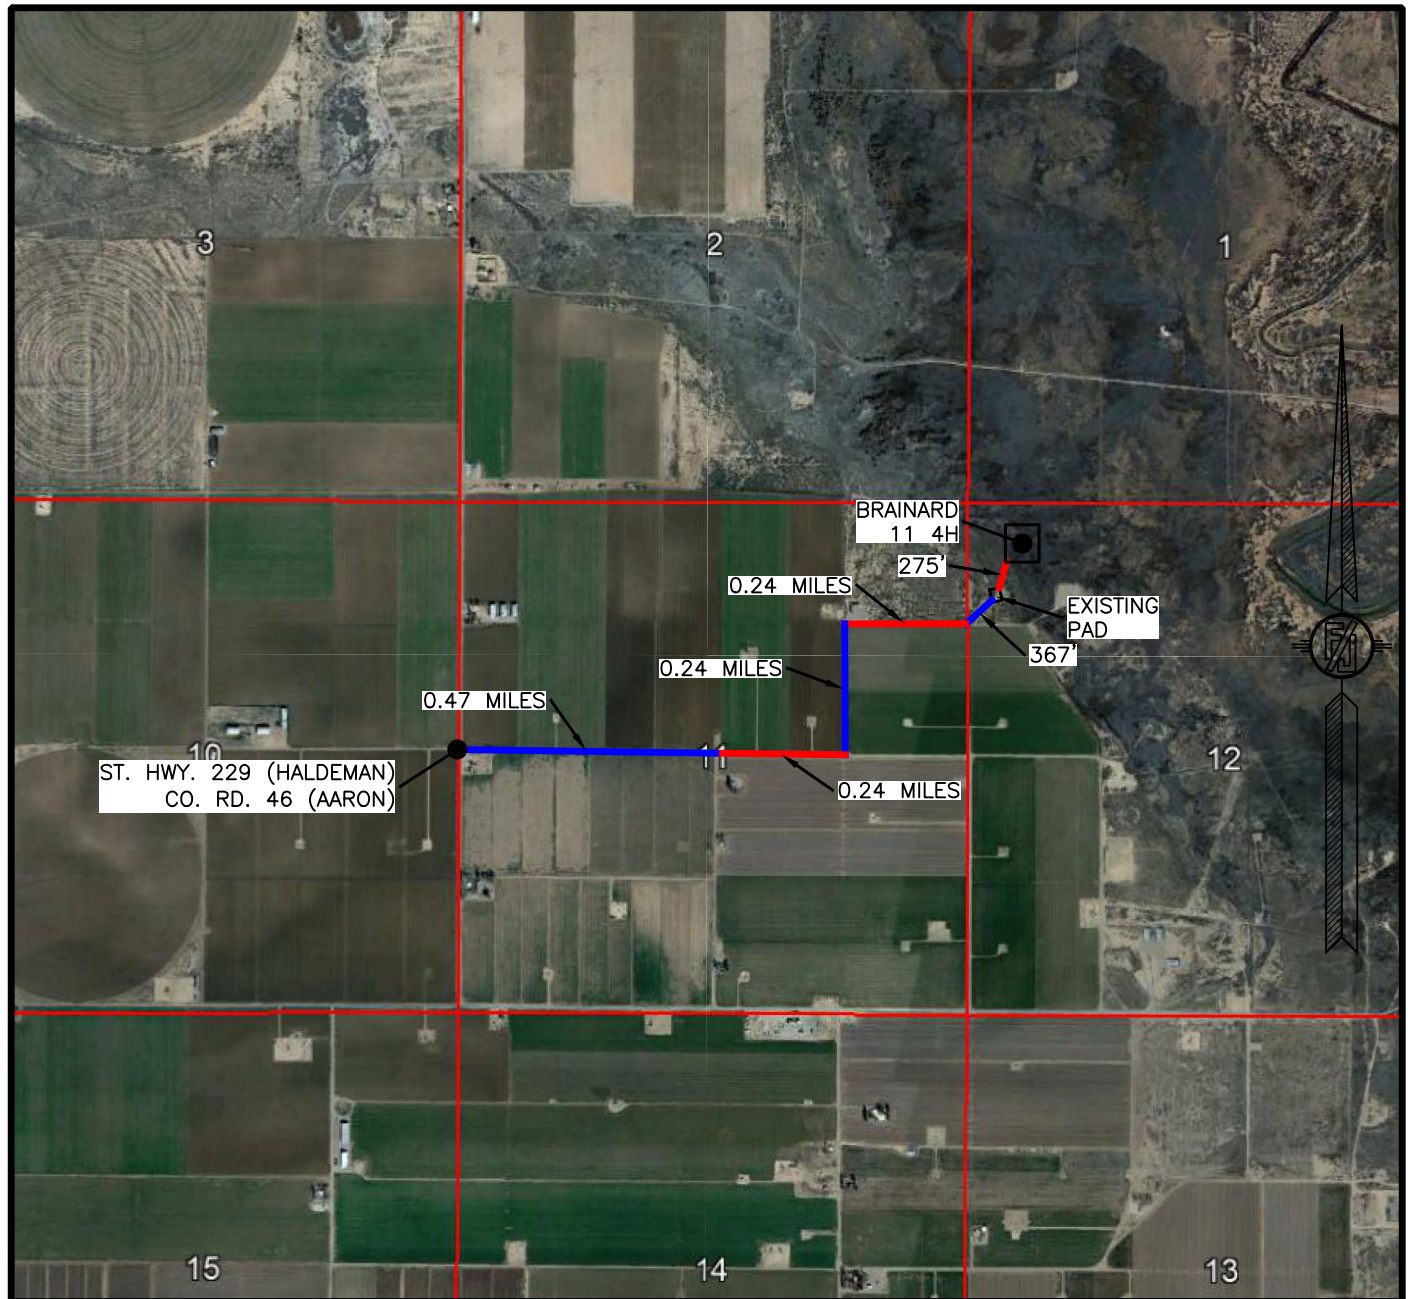 3
2
1
BRAINARD
11 4H
275'
0.24 MILES
EXISTING
PAD
367'
0.24 MILES
0.47 MILES
10
11
12
ST. HWY. 229 (HALDEMAN)
CO. RD. 46 (AARON)
0.24 MILES
15
14
13